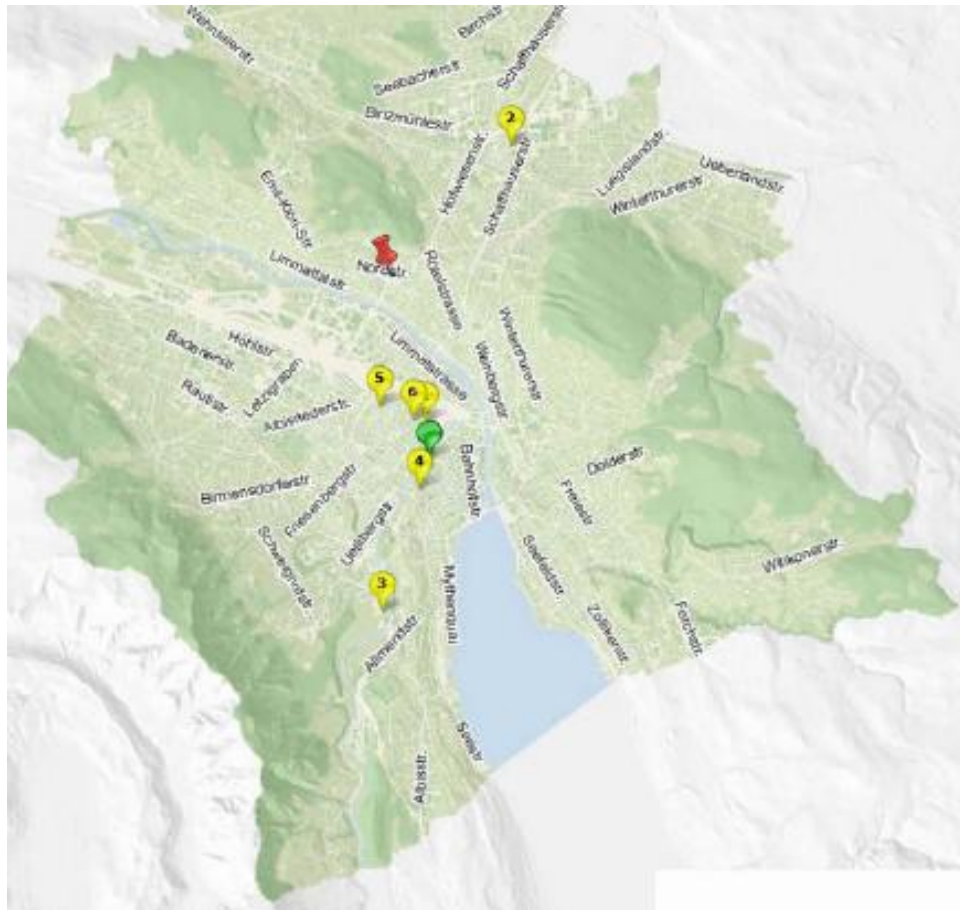 Wehntalerstr
Birchstr
Schaffhauserstr
Seebacherstr
Binzmühlestr
2
Hofwiesenstr.
Schaffhauserstr
Luegislandstr
Ueberlandstr
Winterthurerstr
Emil-Klöti-Str
Nordstr
Limmattalstr
Rötelstrasse
Hohlstr
Badenerstr.
Letzigraben
Limmatstrasse
Winterthurerstr
Weinbergstr
Rautistr
Albisriederstr
5
6
4
Bahnhofstr
Dolderstr
Birmensdorferstr
Friesenbergstr
Uetlibergstr
Freiestr
Schweighofstr
Witikonerstr
Seefeldstr.
3
Mythenquai
Allmendstr
Zollikerstr.
Forchstr.
Seestr
Albisstr.